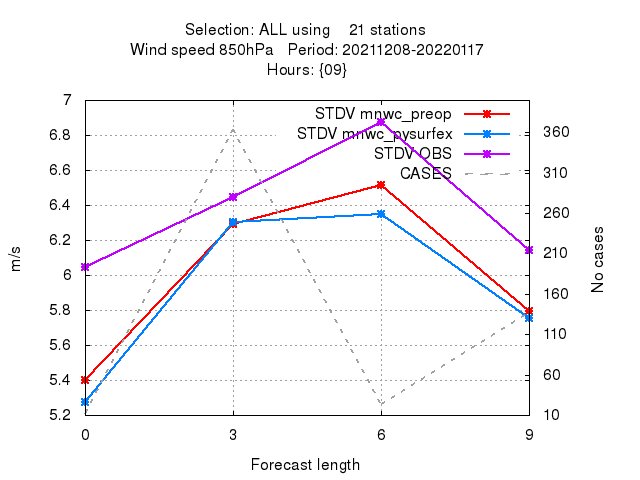 Selection: ALL using 21 stations
Wind speed 850hPa Period: 20211208-20220117
Hours: {09}
7
6.8
6.6
6.4
6.2
6
5.8
5.6
5.4
5.2
m/s
STDV mnwc_preop
STDV mnwc_pysurfex
STDV OBS
CASES
360
310
260
210
160
110
60
10
No cases
0 3 6 9
Forecast length